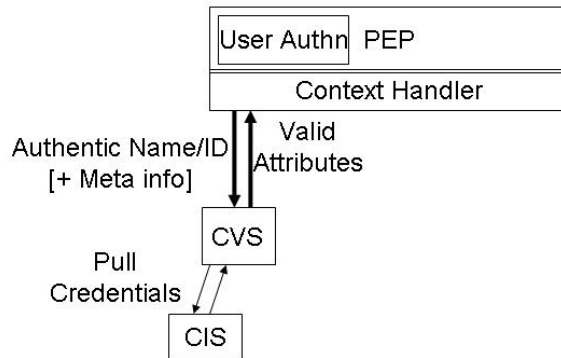 User Authn PEP
Context Handler
Authentic Name/ID
[+ Meta info]
Valid
Attributes
CVS
Pull
Credentials
CIS